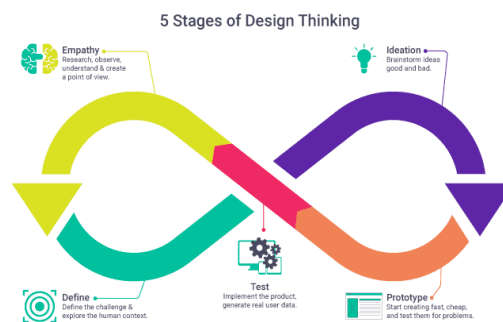 5 Stages of Design Thinking
Empathy
Research, observe,
understand & create
a point of view.
Ideation
Brainstorm ideas
good and bad.
Define
Define the challenge &
explore the human context.
Test
Implement the product,
generate real user data.
Prototype
Start creating fast, cheap,
and test them for problems.